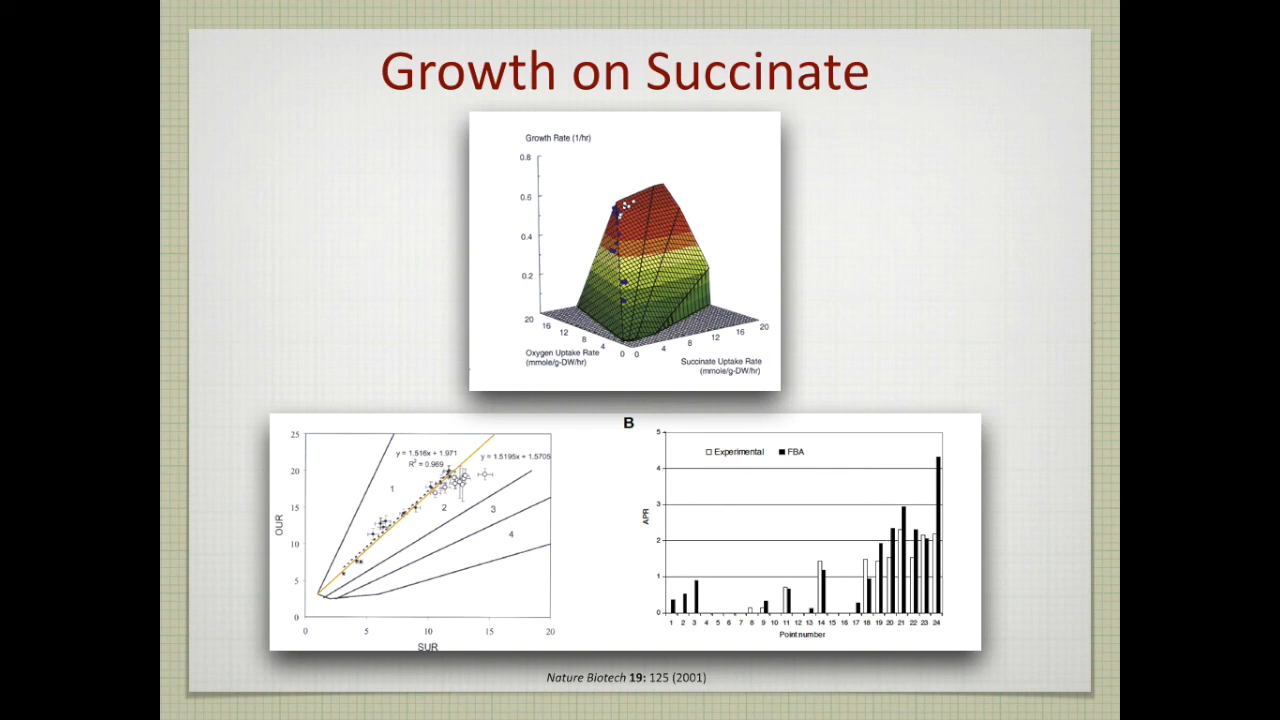 Growth on Succinate
Growth Rate (1/hr)
0.8
0.6
0.4
0.2
20
16
12
8
4
0
0
4
8
12
16
20
Oxygen Uptake Rate
(mmole/g-DW/hr)
Succinate Uptake Rate
(mmole/g-DW/hr)
25
20
15
10
5
0
OUR
y = 1.516x + 1.971
R² = 0.969
y = 1.5195x + 1.5705
1
2
3
4
0 5 10 15 20
SUR
B
5
4
3
2
1
0
APR
Experimental FBA
1 2 3 4 5 6 7 8 9 10 11 12 13 14 15 16 17 18 19 20 21 22 23 24
Point number
Nature Biotech 19: 125 (2001)